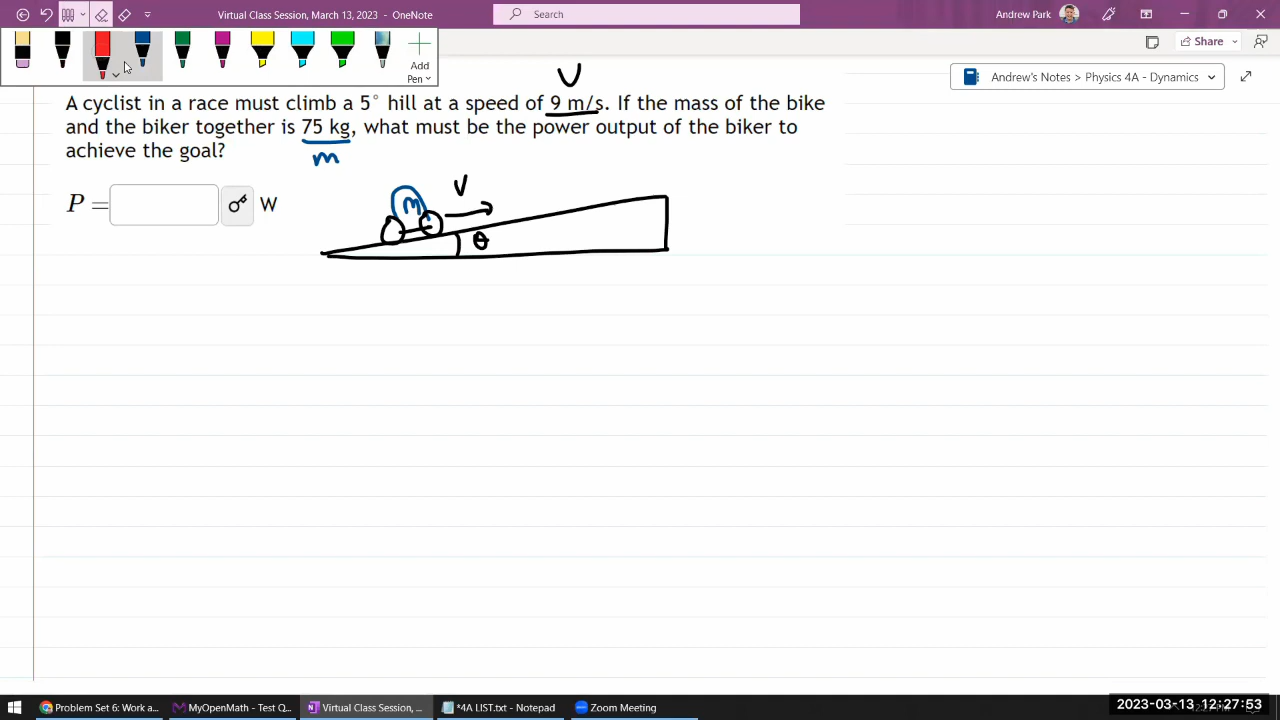 Virtual Class Session, March 13, 2023 - OneNote
Search
Andrew Park
Share
Add
Pen
Andrew's Notes > Physics 4A - Dynamics
V
A cyclist in a race must climb a 5° hill at a speed of 9 m/s. If the mass of the bike
and the biker together is 75 kg, what must be the power output of the biker to
achieve the goal?
m
P = W
m
V
θ
Problem Set 6: Work a...
MyOpenMath - Test Q...
Virtual Class Session, ...
*4A LIST.txt - Notepad
Zoom Meeting
2023-03-13 12:27:53